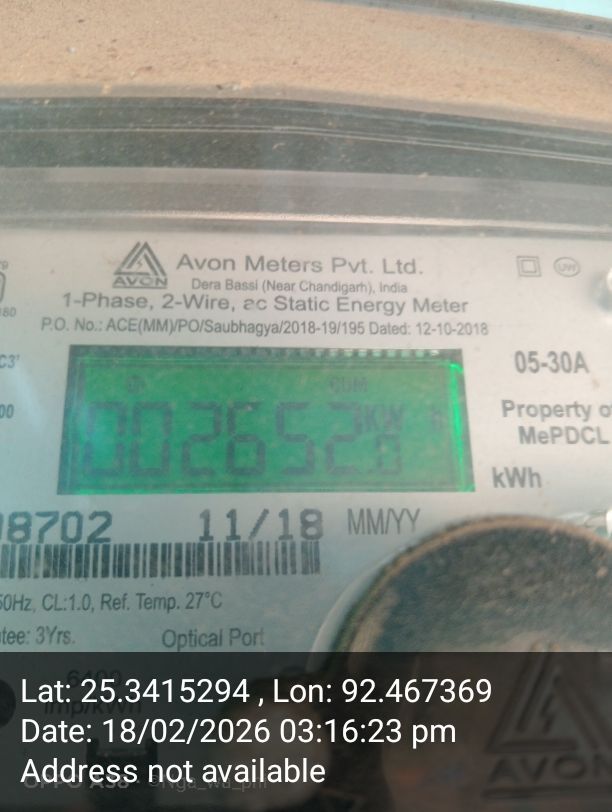 AVON
Avon Meters Pvt. Ltd.
Dera Bassi (Near Chandigarh), India
1-Phase, 2-Wire, ac Static Energy Meter
P.O. No.: ACE(MM)/PO/Saubhagya/2018-19/195 Dated: 12-10-2018
05-30A
CUM
002652.0 KW h
Property of
MePDCL
kWh
8702 11/18 MM/YY
50Hz, CL:1.0, Ref. Temp. 27°C
tee: 3Yrs. Optical Port
Lat: 25.3415294 , Lon: 92.467369
Date: 18/02/2026 03:16:23 pm
Address not available